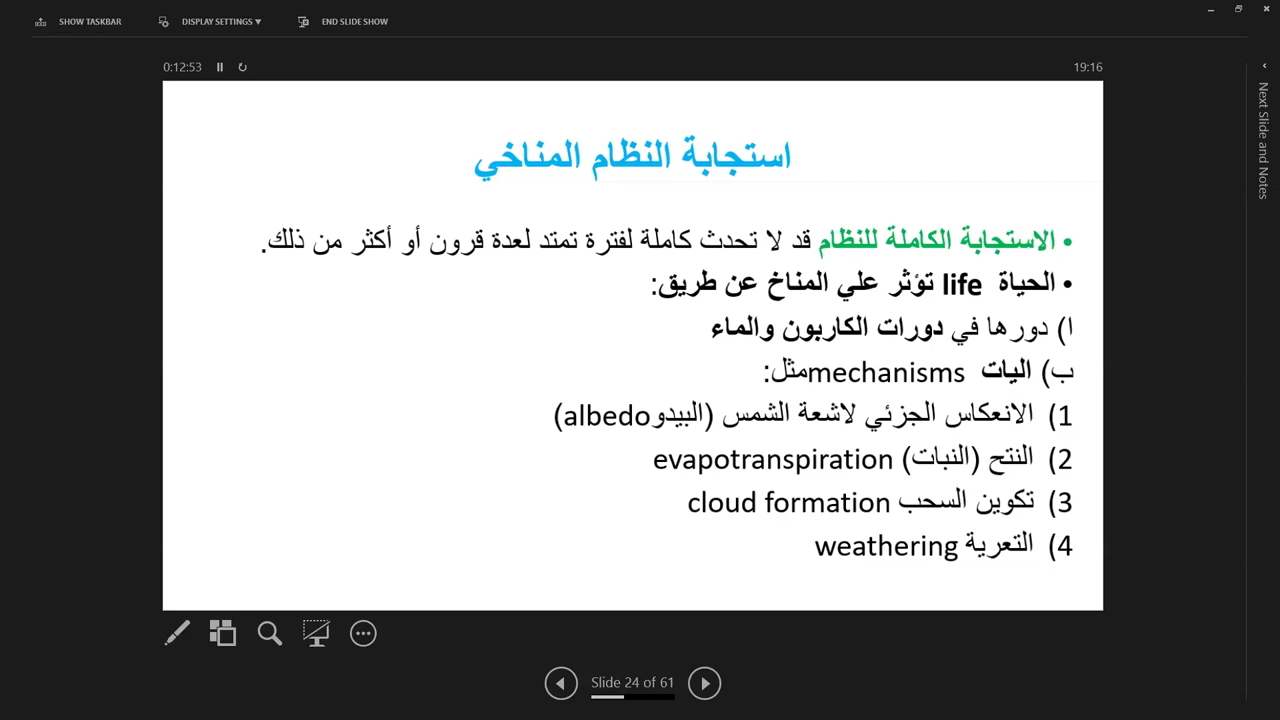 SHOW TASKBAR
DISPLAY SETTINGS ▼
END SLIDE SHOW
0:12:53
19:16
Next Slide and Notes
استجابة النظام المناخي
• الاستجابة الكاملة للنظام قد لا تحدث كاملة لفترة تمتد لعدة قرون أو أكثر من ذلك.
• الحياة life تؤثر علي المناخ عن طريق:
ا) دورها في دورات الكاربون والماء
ب) اليات mechanismsمثل:
1) الانعكاس الجزئي لاشعة الشمس (البيدوalbedo)
2) النتح (النبات) evapotranspiration
3) تكوين السحب cloud formation
4) التعرية weathering
Slide 24 of 61